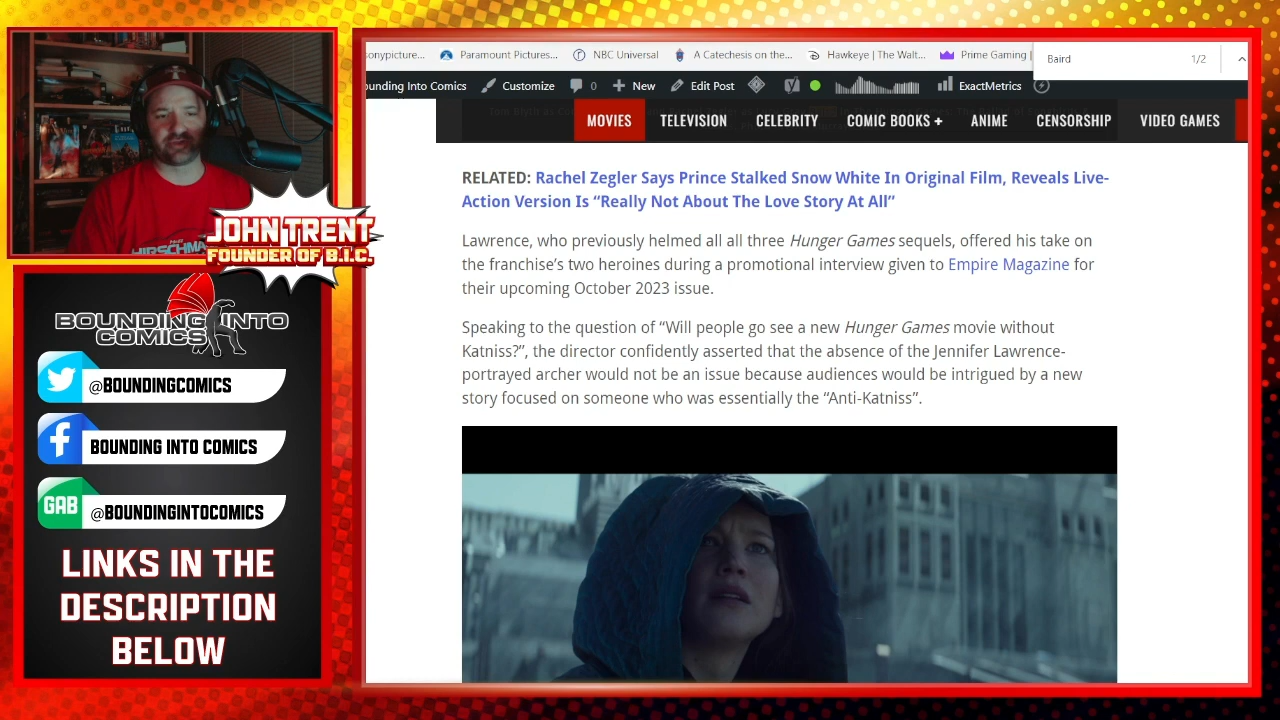 sonypicture...
Paramount Pictures...
NBC Universal
A Catechesis on the...
Hawkeye | The Walt...
Prime Gaming |
Baird
1/2
ounding Into Comics
Customize
0
New
Edit Post
ExactMetrics
MOVIES
TELEVISION
CELEBRITY
COMIC BOOKS +
ANIME
CENSORSHIP
VIDEO GAMES
RELATED: Rachel Zegler Says Prince Stalked Snow White In Original Film, Reveals Live-
Action Version Is “Really Not About The Love Story At All”
Lawrence, who previously helmed all all three Hunger Games sequels, offered his take on
the franchise’s two heroines during a promotional interview given to Empire Magazine for
their upcoming October 2023 issue.
Speaking to the question of “Will people go see a new Hunger Games movie without
Katniss?”, the director confidently asserted that the absence of the Jennifer Lawrence-
portrayed archer would not be an issue because audiences would be intrigued by a new
story focused on someone who was essentially the “Anti-Katniss”.
HIRSCHMA
JOHN TRENT
FOUNDER OF B.I.C.
BOUNDING INTO
COMICS
@BOUNDINGCOMICS
BOUNDING INTO COMICS
GAB
@BOUNDINGINTOCOMICS
LINKS IN THE
DESCRIPTION
BELOW